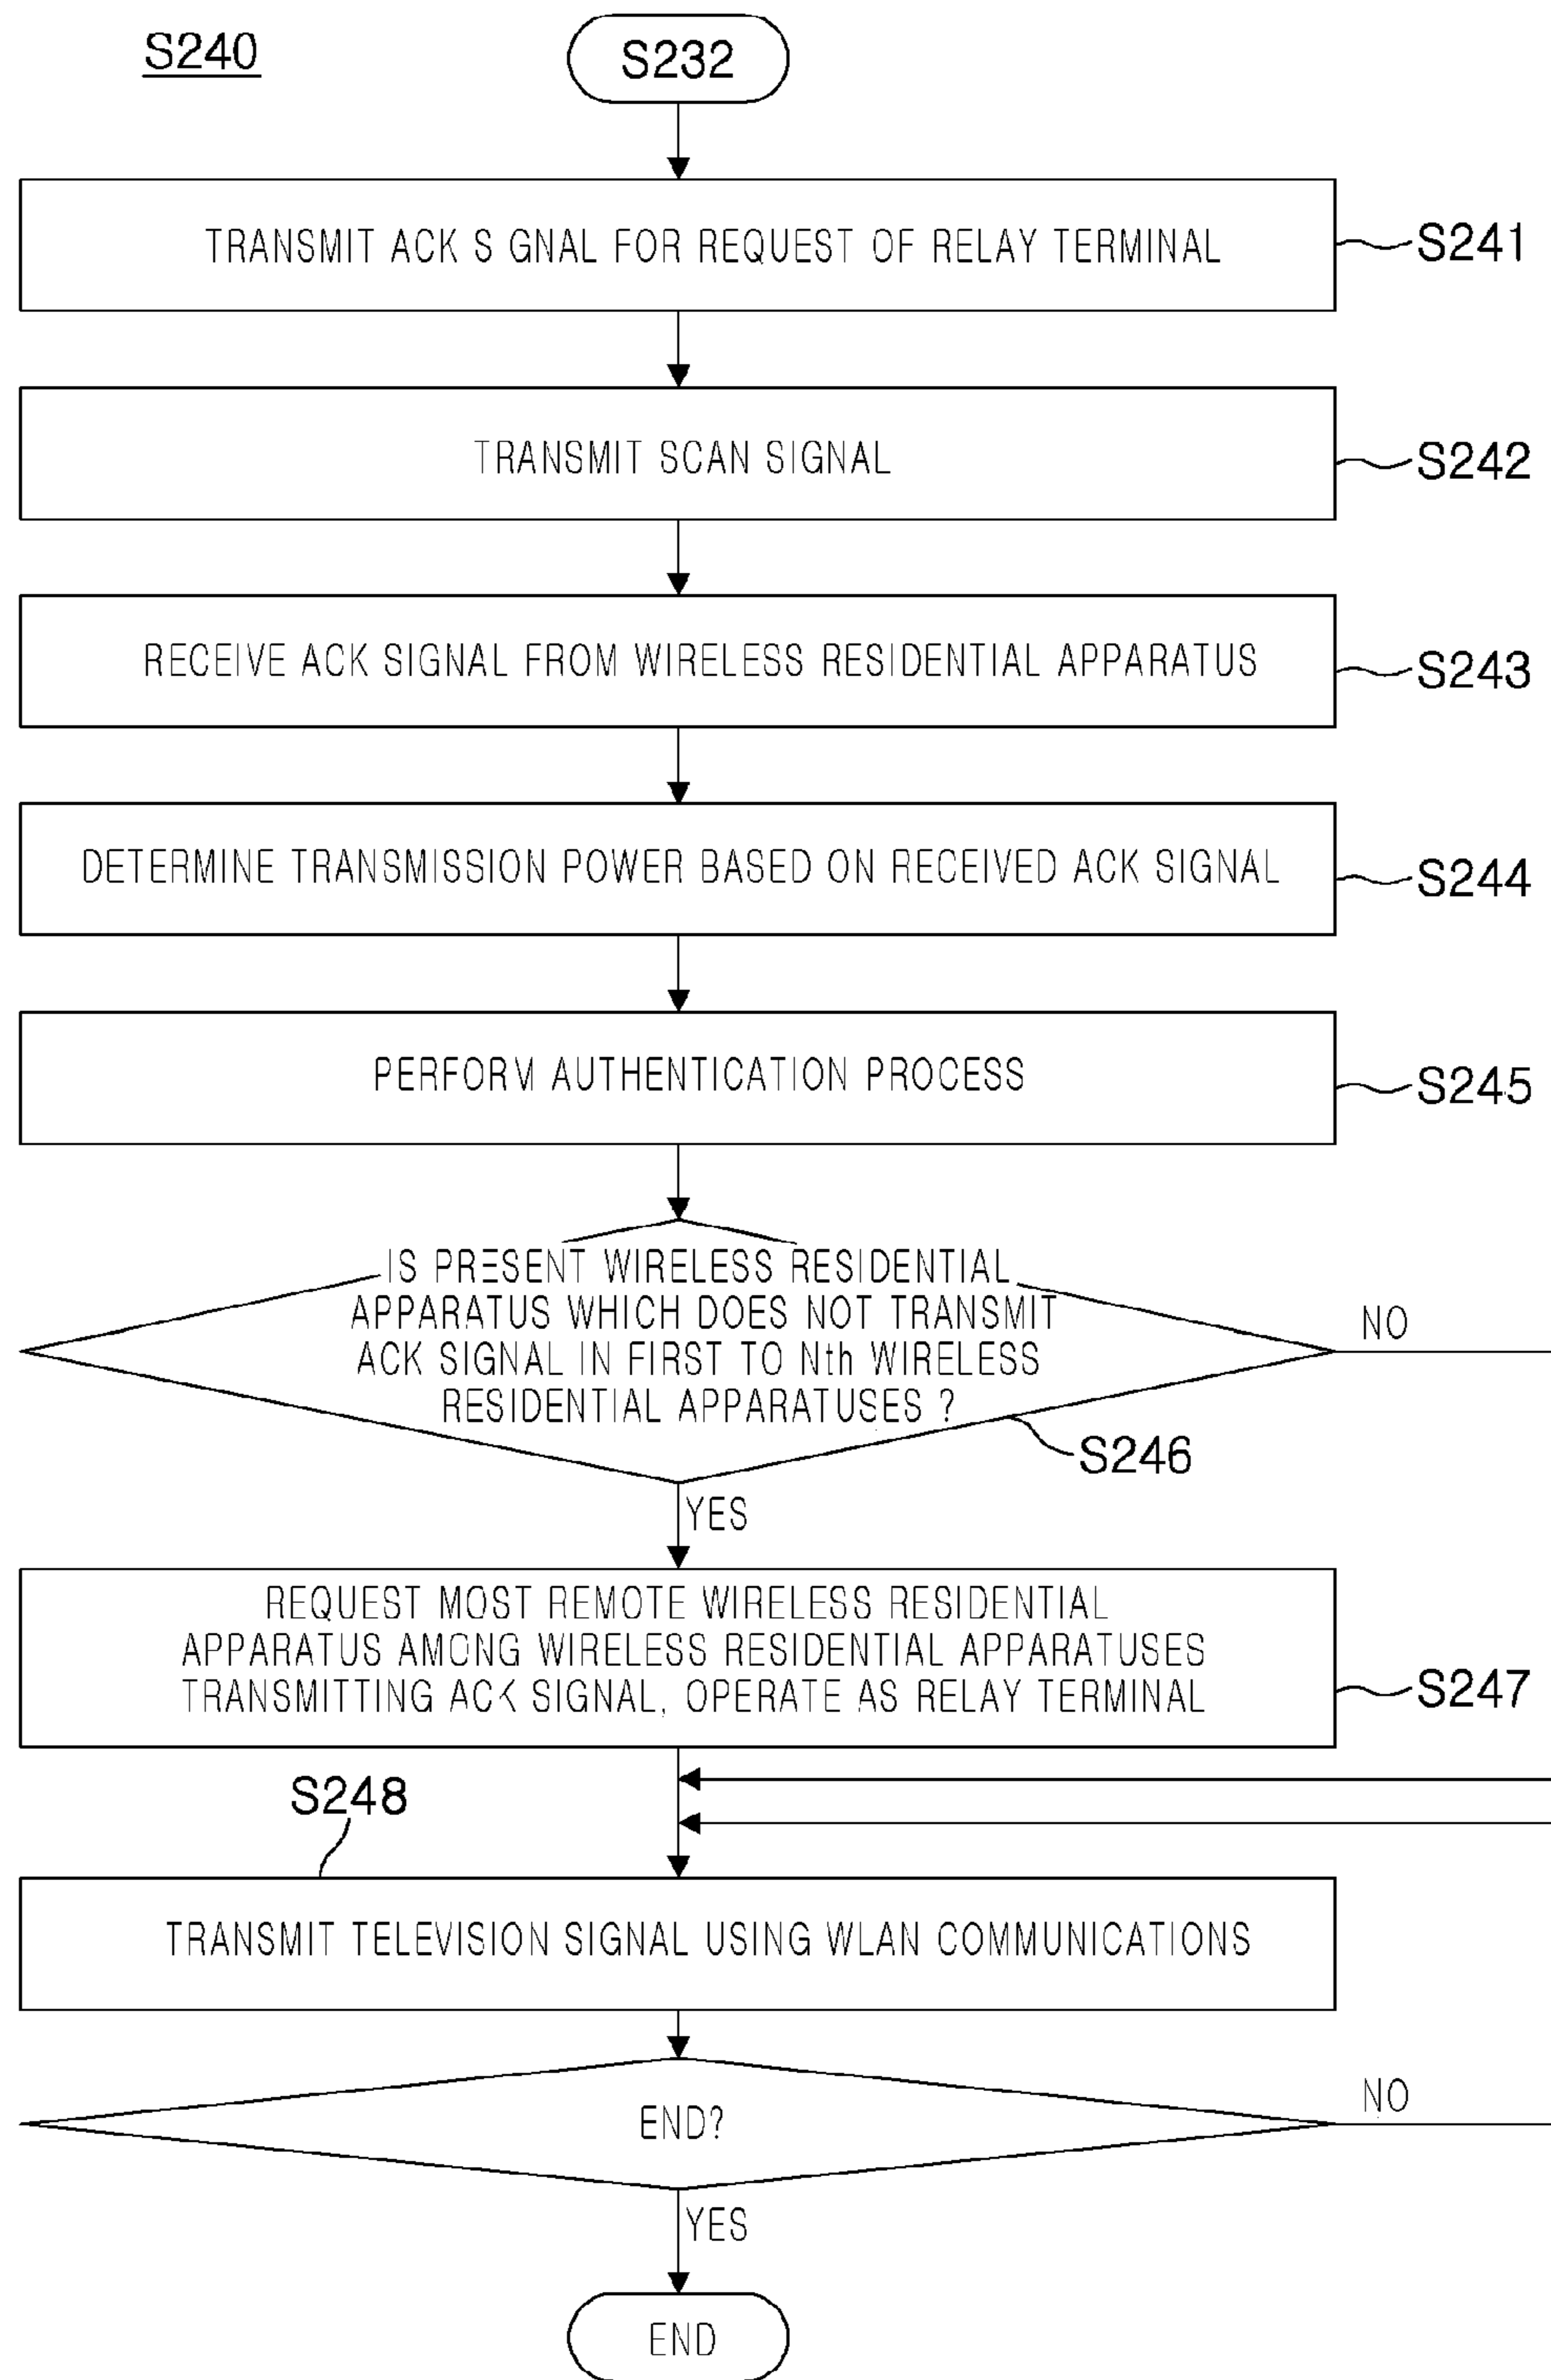 S240
S232
TRANSMIT ACK S GNAL FOR REQUEST OF RELAY TERMINAL
S241
TRANSMIT SCAN SIGNAL
S242
RECEIVE ACK SIGNAL FROM WIRELESS RESIDENTIAL APPARATUS
S243
DETERMINE TRANSMISSION POWER BASED ON RECEIVED ACK SIGNAL
S244
PERFORM AUTHENTICATION PROCESS
S245
IS PRESENT WIRELESS RESIDENTIAL
APPARATUS WHICH DOES NOT TRANSMIT
ACK SIGNAL IN FIRST TO Nth WIRELESS
RESIDENTIAL APPARATUSES ?
NO
S246
YES
REQUEST MOST REMOTE WIRELESS RESIDENTIAL
APPARATUS AMONG WIRELESS RESIDENTIAL APPARATUSES
TRANSMITTING ACK SIGNAL, OPERATE AS RELAY TERMINAL
S247
S248
TRANSMIT TELEVISION SIGNAL USING WLAN COMMUNICATIONS
END?
NO
YES
END